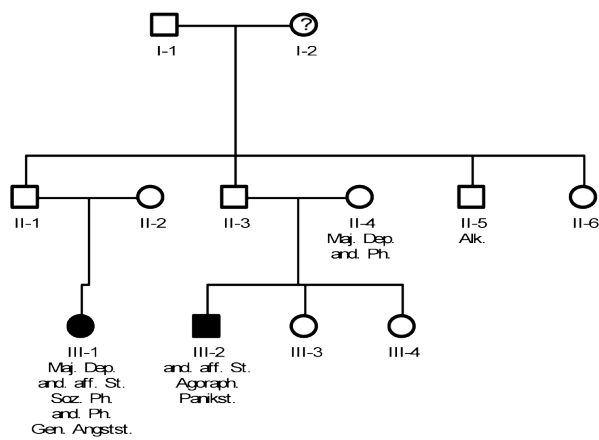 ?
I-1
I-2
II-1
II-2
II-3
II-4
Maj. Dep.
and. Ph.
II-5
Alk.
II-6
III-1
Maj. Dep.
and. aff. St.
Soz. Ph.
and. Ph.
Gen. Angstst.
III-2
and. aff. St.
Agoraph.
Panikst.
III-3
III-4